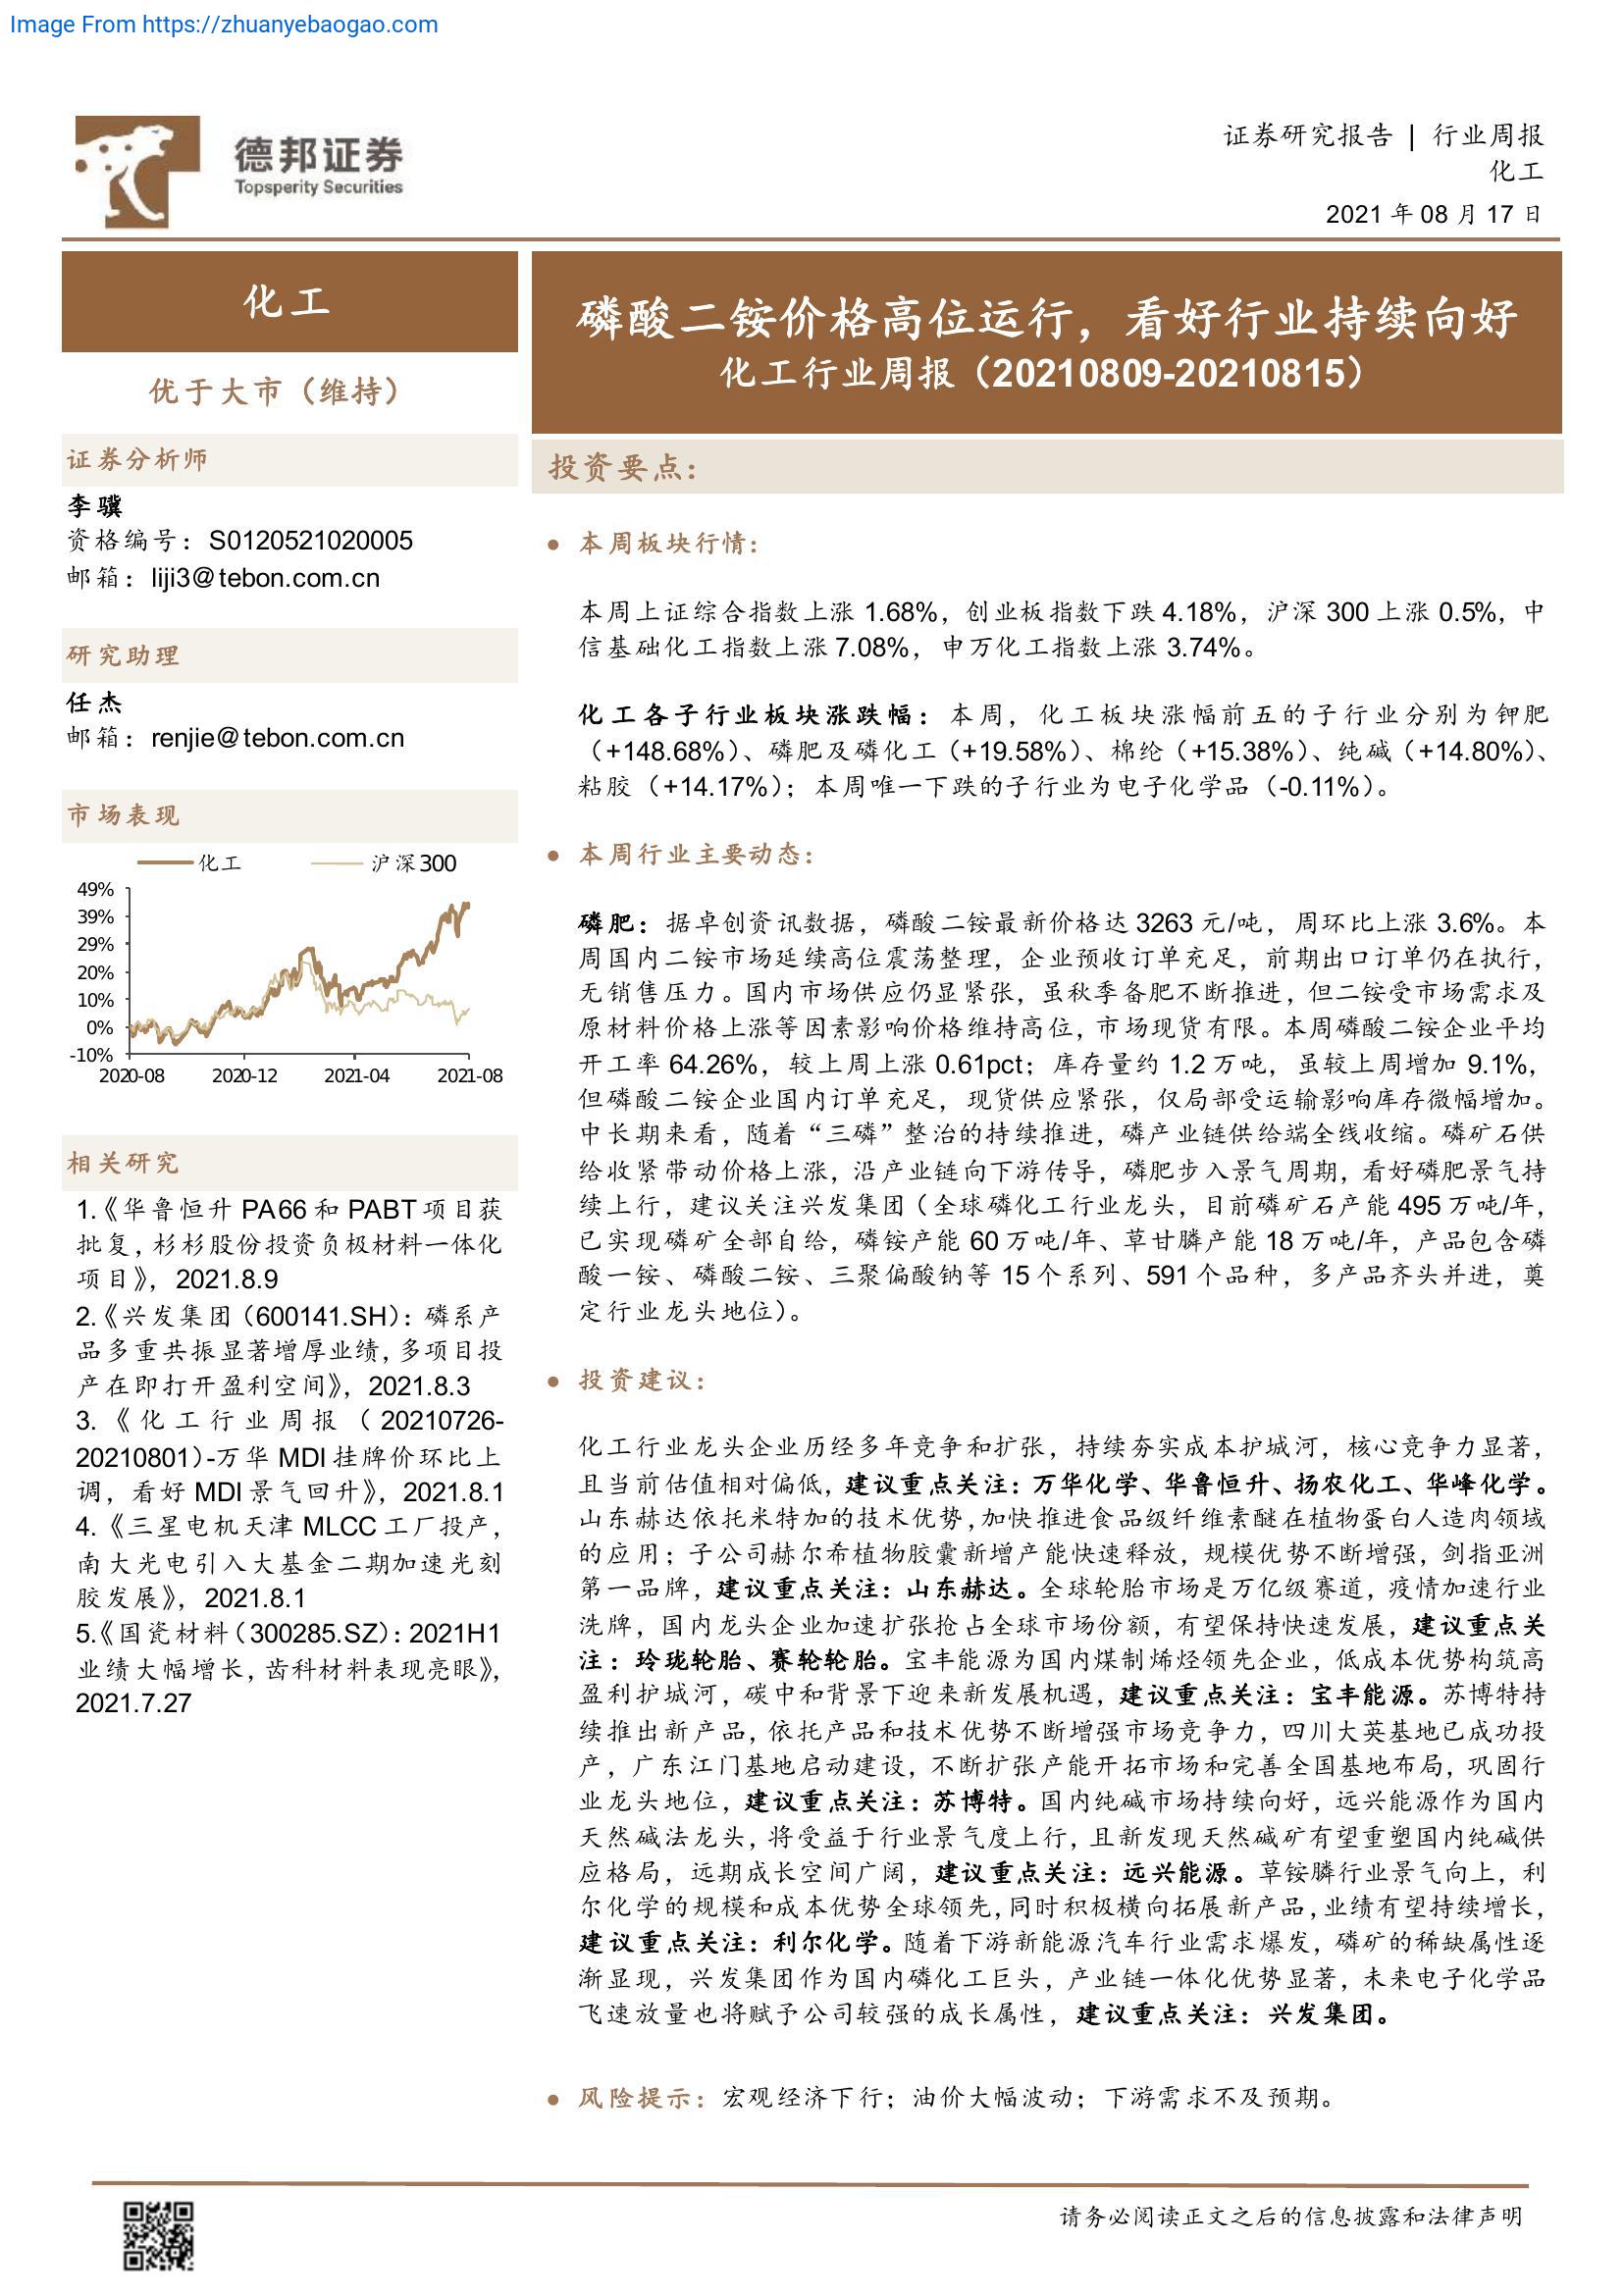 Image From https://zhuanyebaogao.com
德邦证券
Topsperity Securities
证券研究报告 | 行业周报
化工
2021 年 08 月 17 日
化工
优于大市（维持）
证券分析师
李骥
资格编号：S0120521020005
邮箱：liji3@tebon.com.cn
研究助理
任杰
邮箱：renjie@tebon.com.cn
市场表现
化工 沪深300
49%
39%
29%
20%
10%
0%
-10%
2020-08 2020-12 2021-04 2021-08
相关研究
1.《华鲁恒升 PA66 和 PABT 项目获
批复，杉杉股份投资负极材料一体化
项目》，2021.8.9
2.《兴发集团（600141.SH）：磷系产
品多重共振显著增厚业绩，多项目投
产在即打开盈利空间》，2021.8.3
3.《化工行业周报（20210726-
20210801）-万华 MDI 挂牌价环比上
调，看好 MDI 景气回升》，2021.8.1
4.《三星电机天津 MLCC 工厂投产，
南大光电引入大基金二期加速光刻
胶发展》，2021.8.1
5.《国瓷材料（300285.SZ）：2021H1
业绩大幅增长，齿科材料表现亮眼》，
2021.7.27
磷酸二铵价格高位运行，看好行业持续向好
化工行业周报（20210809-20210815）
投资要点：
● 本周板块行情：
本周上证综合指数上涨 1.68%，创业板指数下跌 4.18%，沪深 300 上涨 0.5%，中
信基础化工指数上涨 7.08%，申万化工指数上涨 3.74%。
化工各子行业板块涨跌幅：本周，化工板块涨幅前五的子行业分别为钾肥
（+148.68%）、磷肥及磷化工（+19.58%）、棉纶（+15.38%）、纯碱（+14.80%）、
粘胶（+14.17%）；本周唯一下跌的子行业为电子化学品（-0.11%）。
● 本周行业主要动态：
磷肥：据卓创资讯数据，磷酸二铵最新价格达 3263 元/吨，周环比上涨 3.6%。本
周国内二铵市场延续高位震荡整理，企业预收订单充足，前期出口订单仍在执行，
无销售压力。国内市场供应仍显紧张，虽秋季备肥不断推进，但二铵受市场需求及
原材料价格上涨等因素影响价格维持高位，市场现货有限。本周磷酸二铵企业平均
开工率 64.26%，较上周上涨 0.61pct；库存量约 1.2 万吨，虽较上周增加 9.1%，
但磷酸二铵企业国内订单充足，现货供应紧张，仅局部受运输影响库存微幅增加。
中长期来看，随着“三磷”整治的持续推进，磷产业链供给端全线收缩。磷矿石供
给收紧带动价格上涨，沿产业链向下游传导，磷肥步入景气周期，看好磷肥景气持
续上行，建议关注兴发集团（全球磷化工行业龙头，目前磷矿石产能 495 万吨/年，
已实现磷矿全部自给，磷铵产能 60 万吨/年、草甘膦产能 18 万吨/年，产品包含磷
酸一铵、磷酸二铵、三聚偏酸钠等 15 个系列、591 个品种，多产品齐头并进，奠
定行业龙头地位）。
● 投资建议：
化工行业龙头企业历经多年竞争和扩张，持续夯实成本护城河，核心竞争力显著，
且当前估值相对偏低，建议重点关注：万华化学、华鲁恒升、扬农化工、华峰化学。
山东赫达依托米特加的技术优势，加快推进食品级纤维素醚在植物蛋白人造肉领域
的应用；子公司赫尔希植物胶囊新增产能快速释放，规模优势不断增强，剑指亚洲
第一品牌，建议重点关注：山东赫达。全球轮胎市场是万亿级赛道，疫情加速行业
洗牌，国内龙头企业加速扩张抢占全球市场份额，有望保持快速发展，建议重点关
注：玲珑轮胎、赛轮轮胎。宝丰能源为国内煤制烯烃领先企业，低成本优势构筑高
盈利护城河，碳中和背景下迎来新发展机遇，建议重点关注：宝丰能源。苏博特持
续推出新产品，依托产品和技术优势不断增强市场竞争力，四川大英基地已成功投
产，广东江门基地启动建设，不断扩张产能开拓市场和完善全国基地布局，巩固行
业龙头地位，建议重点关注：苏博特。国内纯碱市场持续向好，远兴能源作为国内
天然碱法龙头，将受益于行业景气度上行，且新发现天然碱矿有望重塑国内纯碱供
应格局，远期成长空间广阔，建议重点关注：远兴能源。草铵膦行业景气向上，利
尔化学的规模和成本优势全球领先，同时积极横向拓展新产品，业绩有望持续增长，
建议重点关注：利尔化学。随着下游新能源汽车行业需求爆发，磷矿的稀缺属性逐
渐显现，兴发集团作为国内磷化工巨头，产业链一体化优势显著，未来电子化学品
飞速放量也将赋予公司较强的成长属性，建议重点关注：兴发集团。
● 风险提示：宏观经济下行；油价大幅波动；下游需求不及预期。
请务必阅读正文之后的信息披露和法律声明